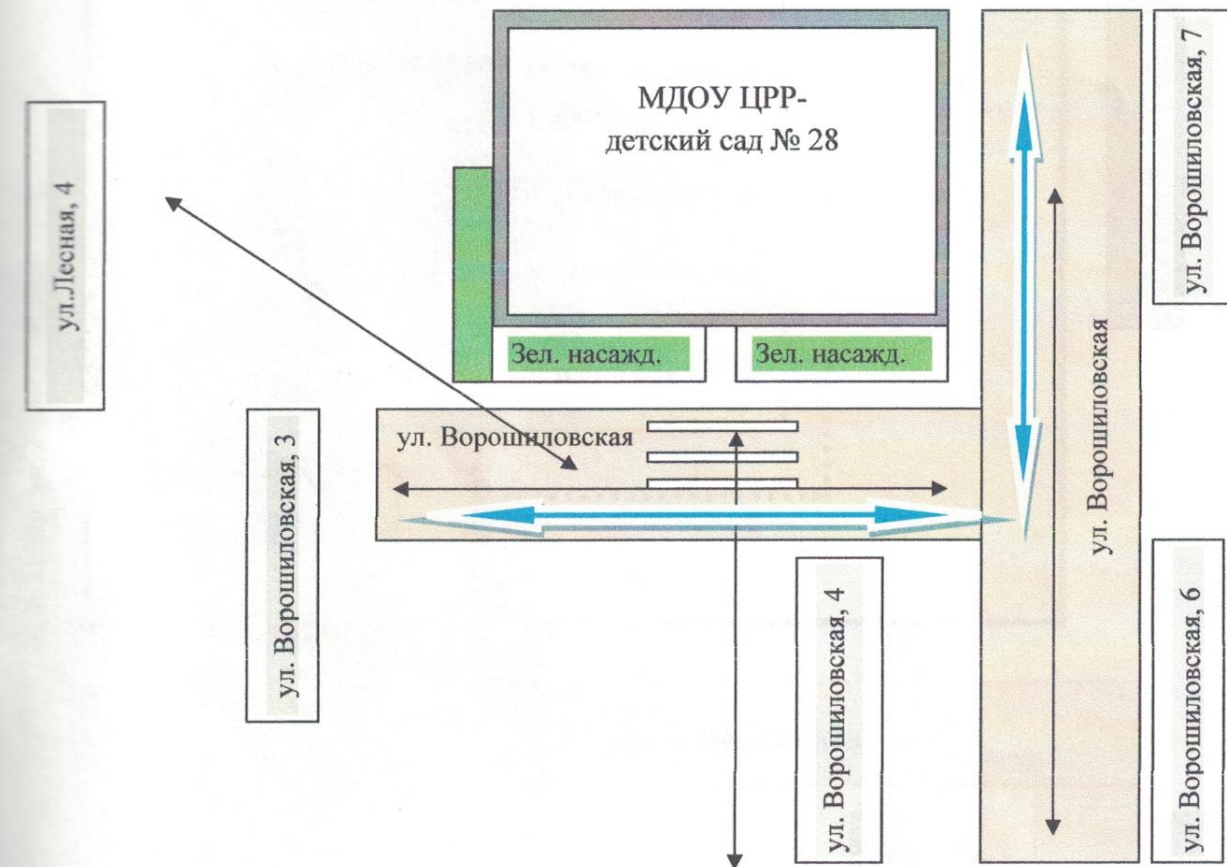 МДОУ ЦРР-
детский сад № 28
ул. Ворошиловская, 7
ул.Лесная, 4
Зел. насажд.
Зел. насажд.
ул. Ворошиловская
ул. Ворошиловская
ул. Ворошиловская, 3
ул. Ворошиловская, 4
ул. Ворошиловская, 6